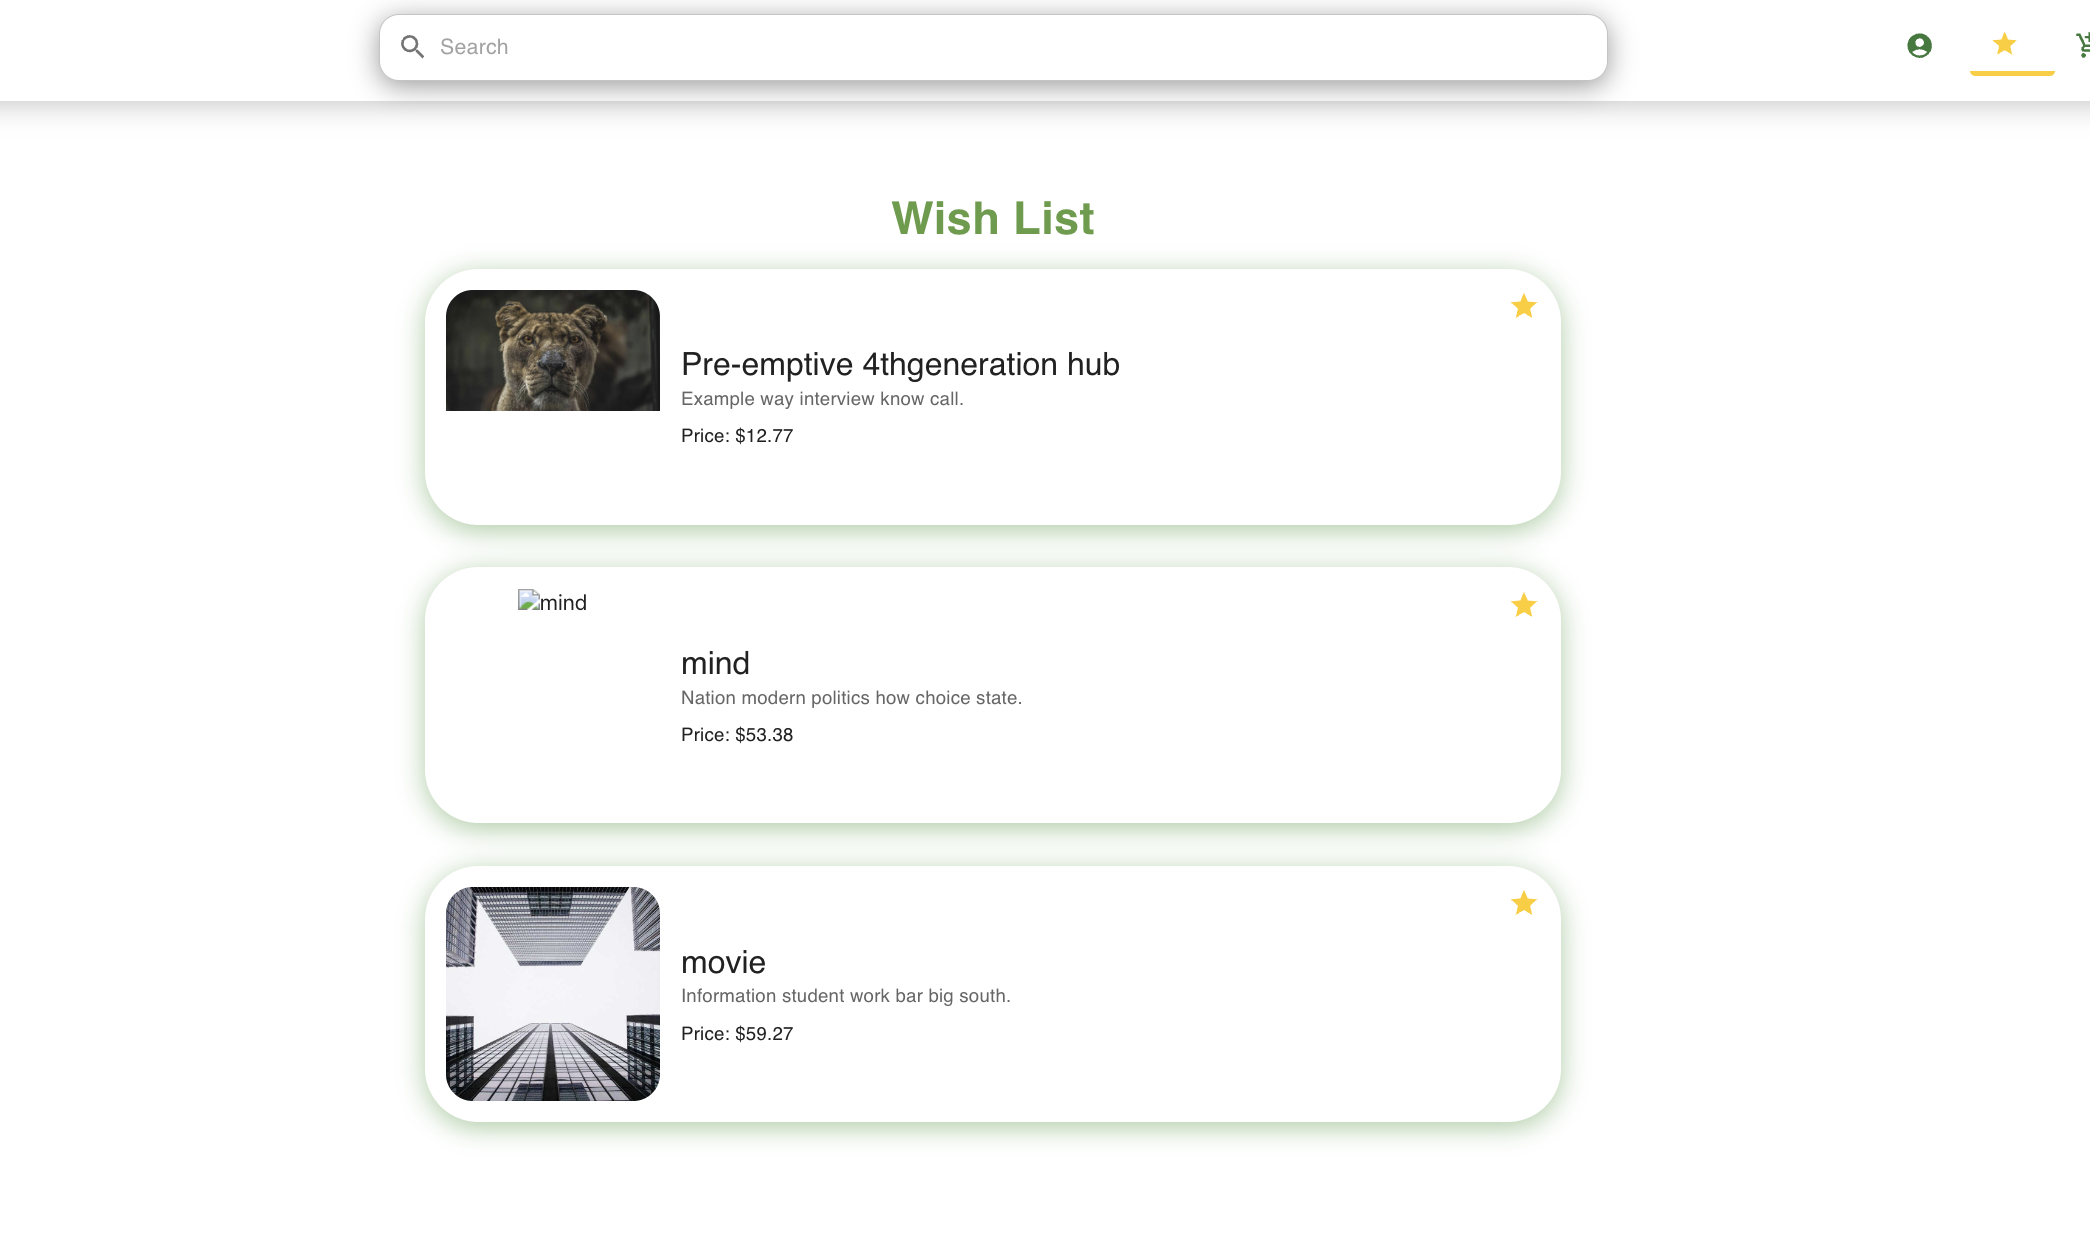 Search
Wish List
Pre-emptive 4thgeneration hub
Example way interview know call.
Price: $12.77
mind
mind
Nation modern politics how choice state.
Price: $53.38
movie
Information student work bar big south.
Price: $59.27